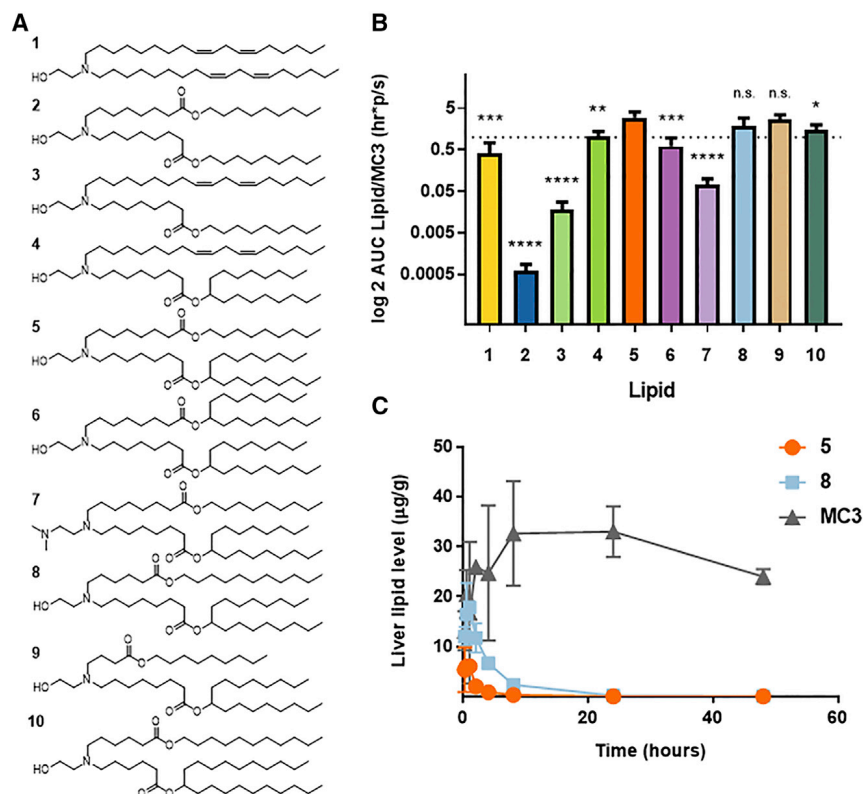 A
1
HO
N
2
O
O
HO
N
O
O
3
HO
N
O
O
4
HO
N
O
O
5
O
O
HO
N
O
O
6
O
O
HO
N
O
O
7
O
O
N
N
O
O
8
O
O
HO
N
O
O
9
O
O
HO
N
O
O
10
O
O
HO
N
O
O
B
log 2 AUC Lipid/MC3 (hr*p/s)
5
0.5
0.05
0.005
0.0005
*** **** **** ** *** **** n.s. n.s. *
1 2 3 4 5 6 7 8 9 10
Lipid
C
Liver lipid level (µg/g)
50
40
30
20
10
0 20 40 60
Time (hours)
5
8
MC3